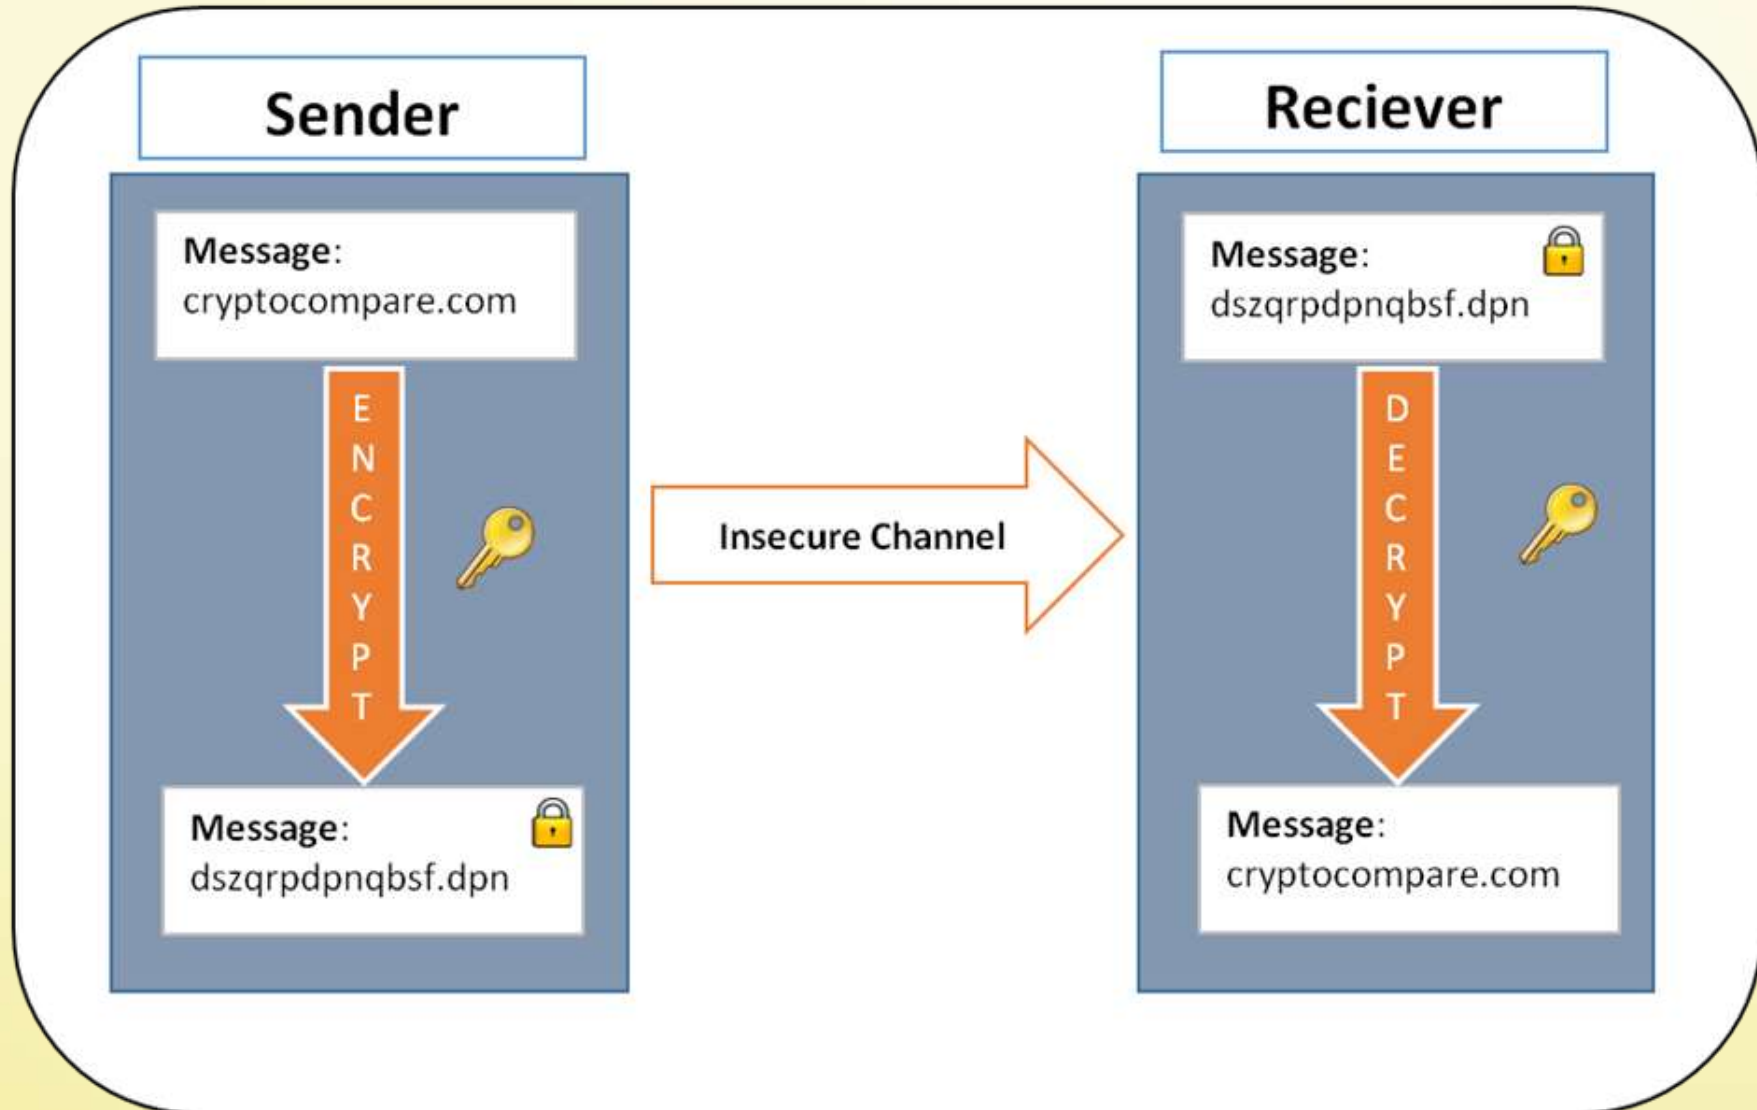 Sender
Message:
cryptocompare.com
ENCRYPT
Message:
dszqrpdpnqbsf.dpn
Insecure Channel
Reciever
Message:
dszqrpdpnqbsf.dpn
DECRYPT
Message:
cryptocompare.com